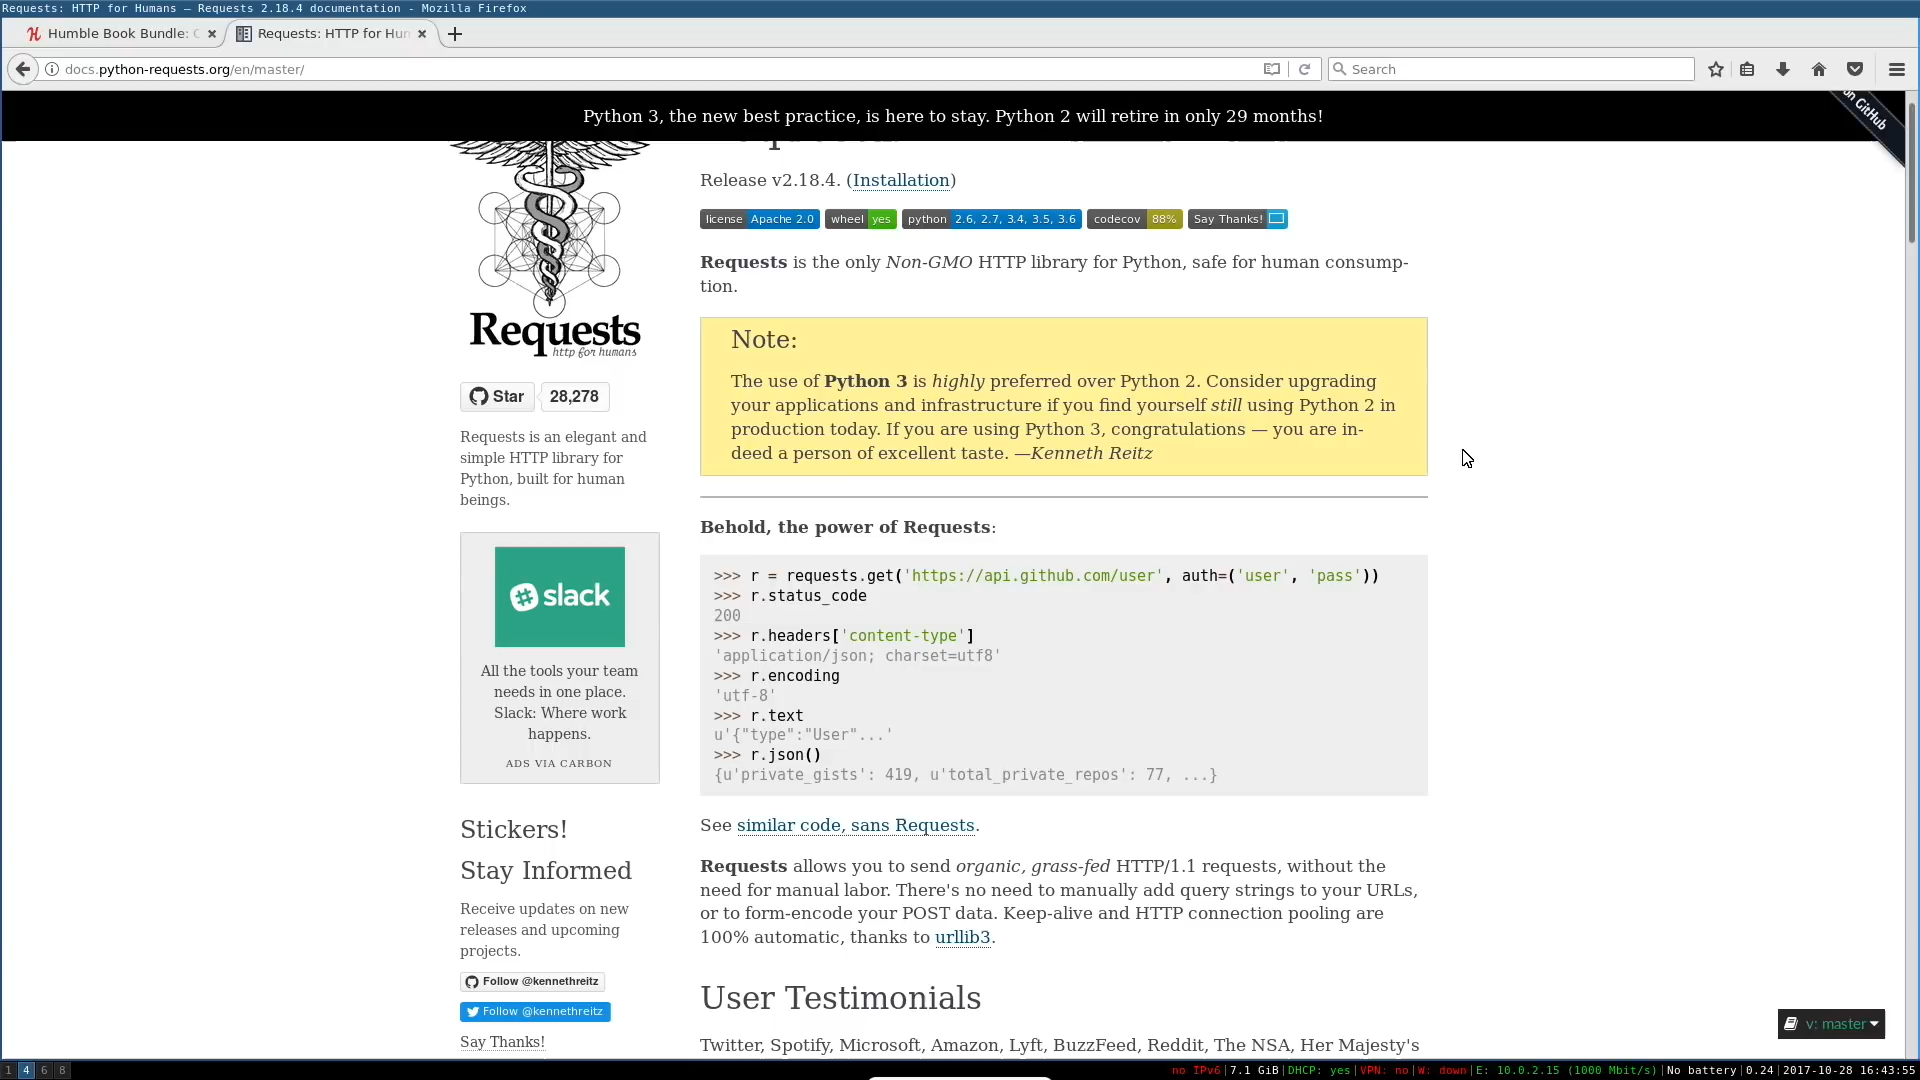 Requests: HTTP for Humans — Requests 2.18.4 documentation - Mozilla Firefox
Humble Book Bundle:
Requests: HTTP for Hum
docs.python-requests.org/en/master/
Search
Python 3, the new best practice, is here to stay. Python 2 will retire in only 29 months!
on GitHub
Requests
http for humans
Star 28,278
Requests is an elegant and
simple HTTP library for
Python, built for human
beings.
slack
All the tools your team
needs in one place.
Slack: Where work
happens.
ADS VIA CARBON
Stickers!
Stay Informed
Receive updates on new
releases and upcoming
projects.
Follow @kennethreitz
Follow @kennethreitz
Say Thanks!
Release v2.18.4. (Installation)
license Apache 2.0 wheel yes python 2.6, 2.7, 3.4, 3.5, 3.6 codecov 88% Say Thanks!
Requests is the only Non-GMO HTTP library for Python, safe for human consump-
tion.
Note:
The use of Python 3 is highly preferred over Python 2. Consider upgrading
your applications and infrastructure if you find yourself still using Python 2 in
production today. If you are using Python 3, congratulations — you are in-
deed a person of excellent taste. —Kenneth Reitz
Behold, the power of Requests:
>>> r = requests.get('https://api.github.com/user', auth=('user', 'pass'))
>>> r.status_code
200
>>> r.headers['content-type']
'application/json; charset=utf8'
>>> r.encoding
'utf-8'
>>> r.text
u'{"type":"User"...'
>>> r.json()
{u'private_gists': 419, u'total_private_repos': 77, ...}
See similar code, sans Requests.
Requests allows you to send organic, grass-fed HTTP/1.1 requests, without the
need for manual labor. There's no need to manually add query strings to your URLs,
or to form-encode your POST data. Keep-alive and HTTP connection pooling are
100% automatic, thanks to urllib3.
User Testimonials
Twitter, Spotify, Microsoft, Amazon, Lyft, BuzzFeed, Reddit, The NSA, Her Majesty's
v: master
1 4 6 8
no IPv6|7.1 GiB|DHCP: yes|VPN: no|W: down|E: 10.0.2.15 (1000 Mbit/s)|No battery|0.24|2017-10-28 16:43:55